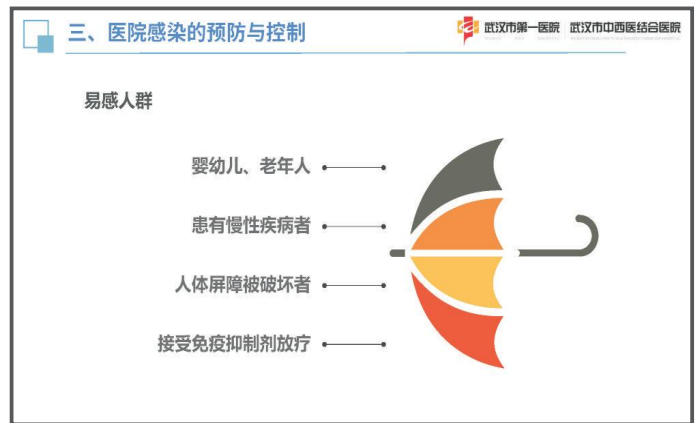 三、医院感染的预防与控制
武汉市第一医院 武汉市中西医结合医院
易感人群
婴幼儿、老年人
患有慢性疾病者
人体屏障被破坏者
接受免疫抑制剂放疗